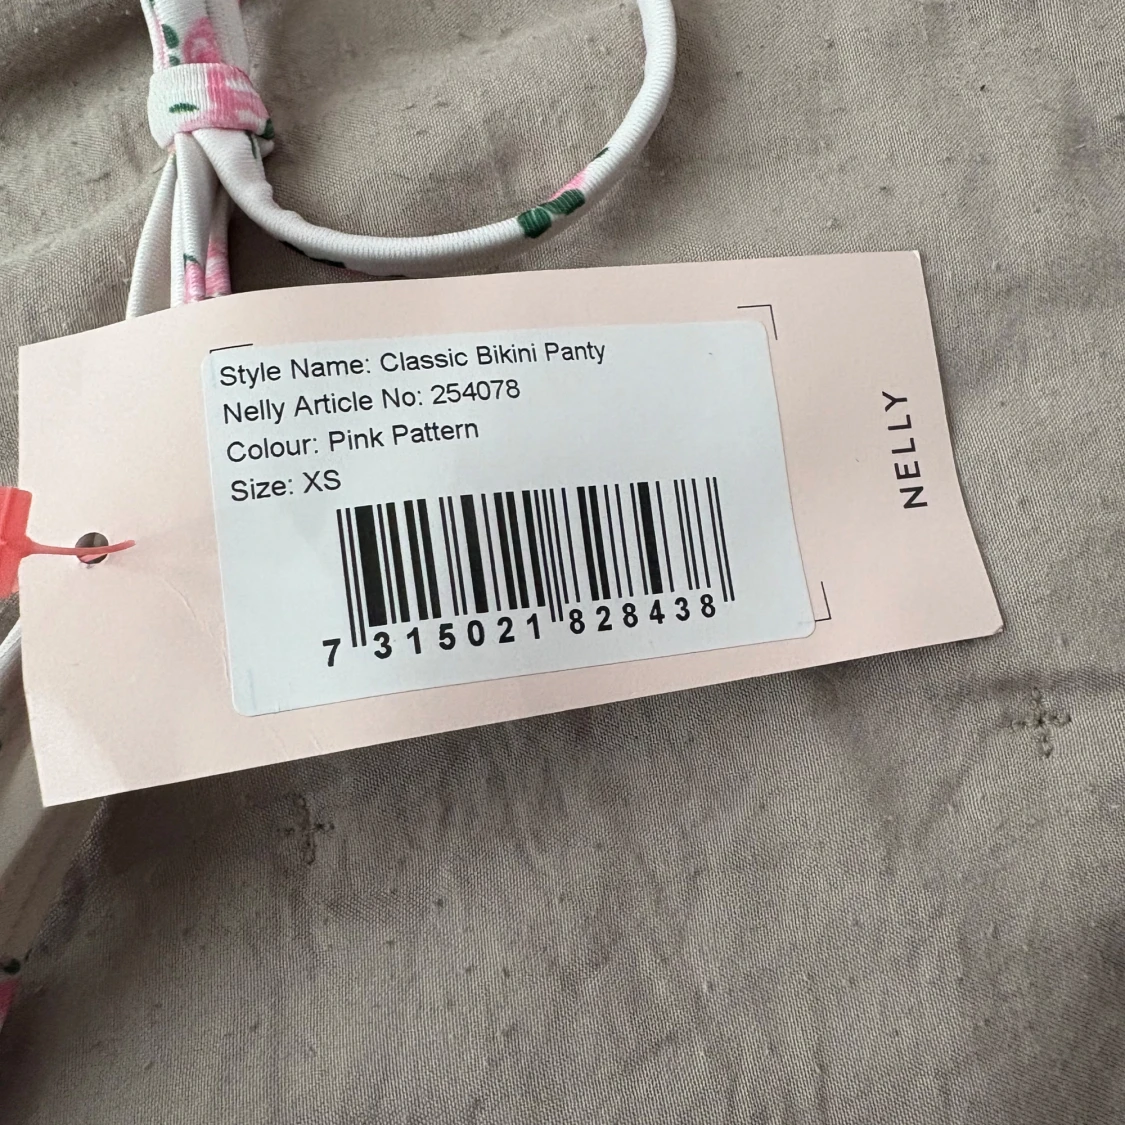 Style Name: Classic Bikini Panty
Nelly Article No: 254078
Colour: Pink Pattern
Size: XS
7 315021 828438
NELLY